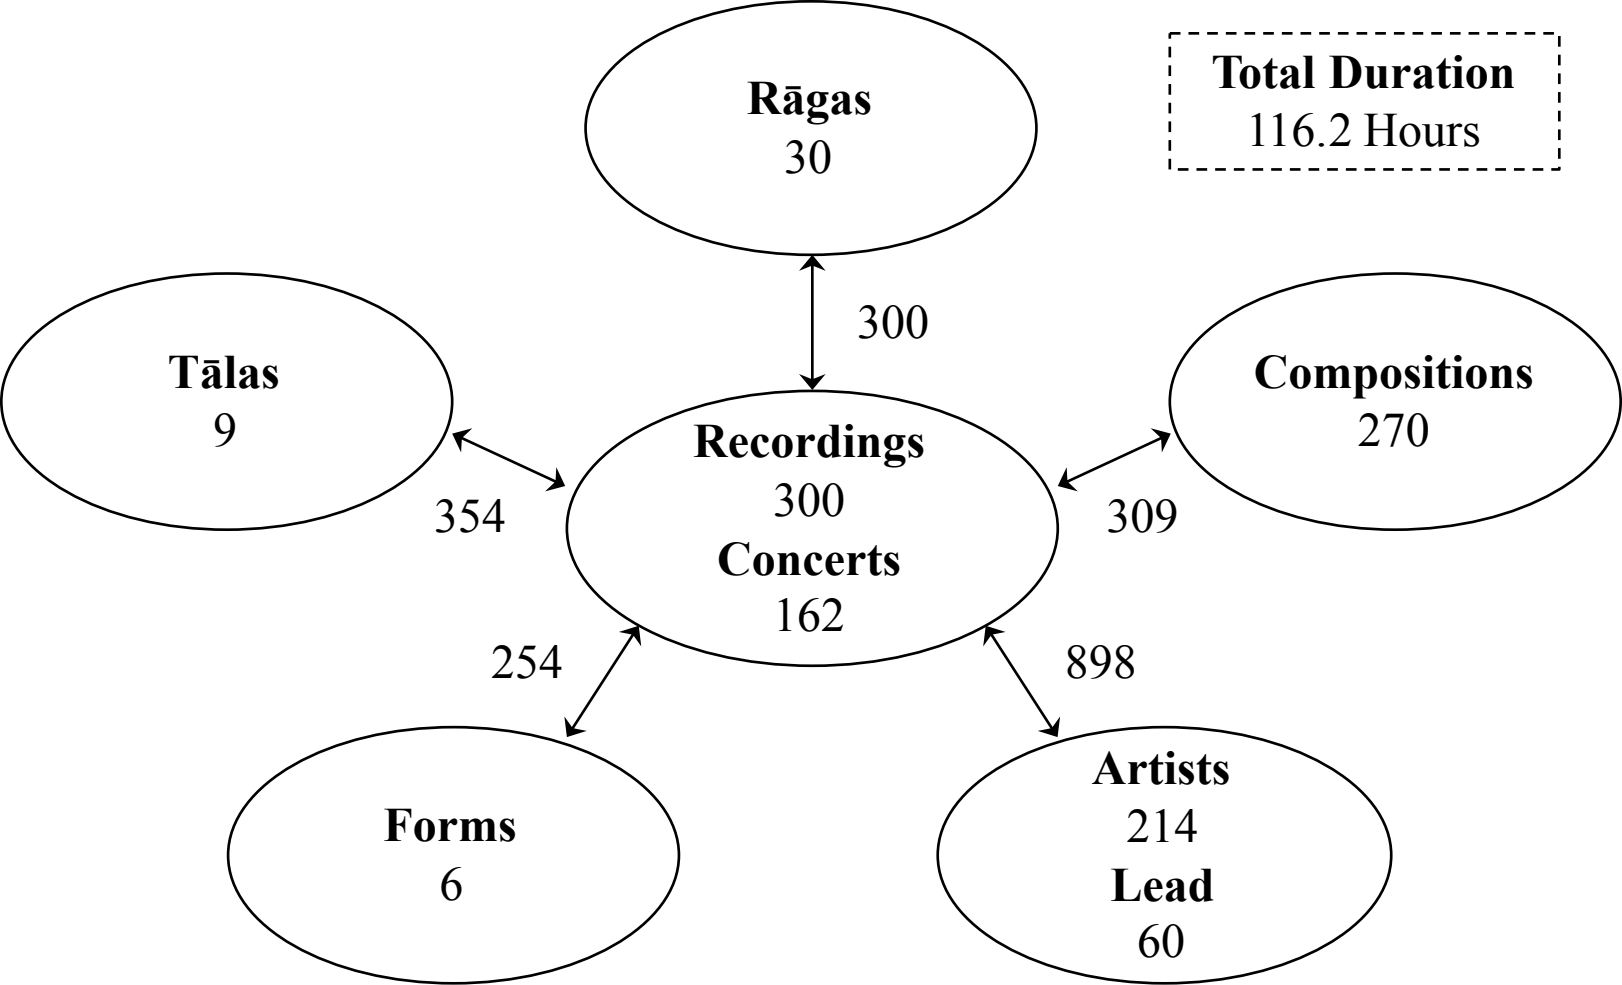 Rāgas
30
Total Duration
116.2 Hours
300
Tālas
9
Compositions
270
Recordings
300
Concerts
162
354
309
254
898
Forms
6
Artists
214
Lead
60